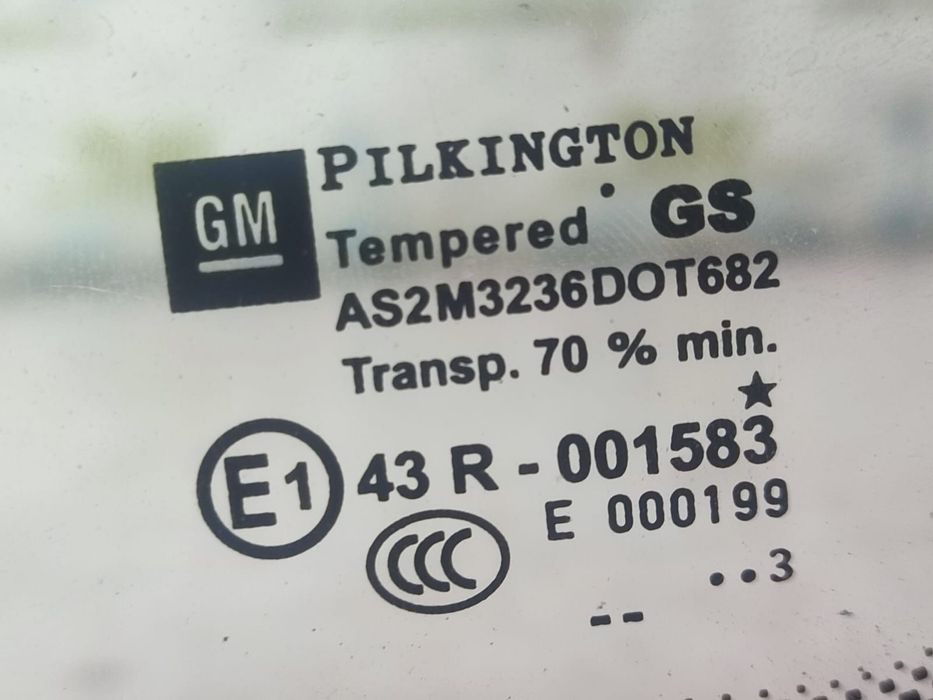 GM
PILKINGTON
Tempered GS
AS2M3236DOT682
Transp. 70 % min.
E1 43 R - 001583
CCC E 000199
..3
--